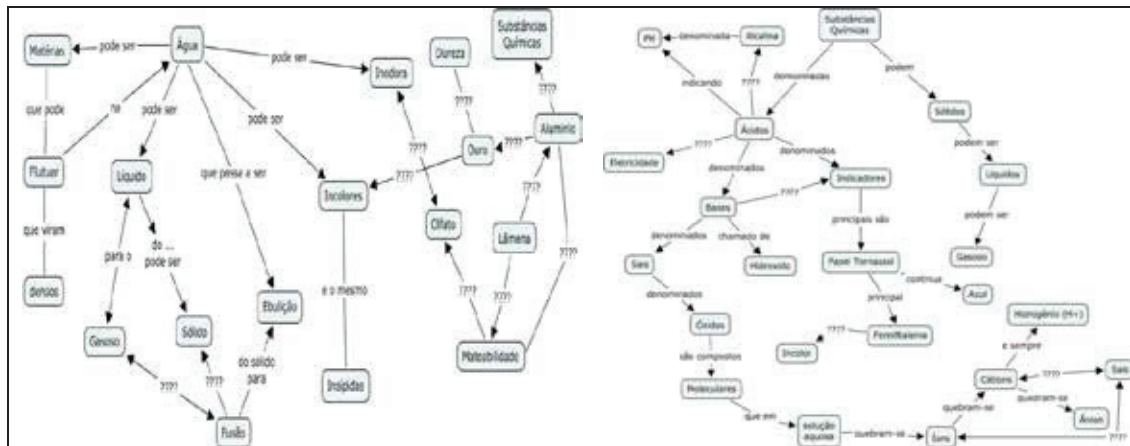 Matérias
pode ser
Água
pode ser
Inodora
Dureza
Substâncias
Químicas
que pode
na
pode ser
pode ser
????
????
????
Flutuar
Líquido
que passa a ser
Incolores
????
Ouro
????
Alumínio
que viram
para o
do ...
pode ser
Olfato
Lâmena
????
densos
Ebulição
e o mesmo
????
????
Gasoso
Sólido
do sólido
para
Maleabilidade
????
????
Insípidas
Fusão
PH
denominada
Alcalina
Substâncias
Químicas
indicando
????
denominadas
podem
Ácidos
Sólidos
Eletricidade
????
denominados
denominados
podem ser
Indicadores
Líquidos
Bases
????
denominados
chamado de
principais são
podem ser
Sais
Hidroxilo
Papel Tornassol
Gasoso
denominados
principal
continua
Azul
Óxidos
Incolor
????
Hidrogênio (H+)
são compostos
e sempre
Moleculares
Cátions
????
Sais
que em
quebram-se
quebram-se
Ânion
solução
aquosa
quebram-se
Íons
????